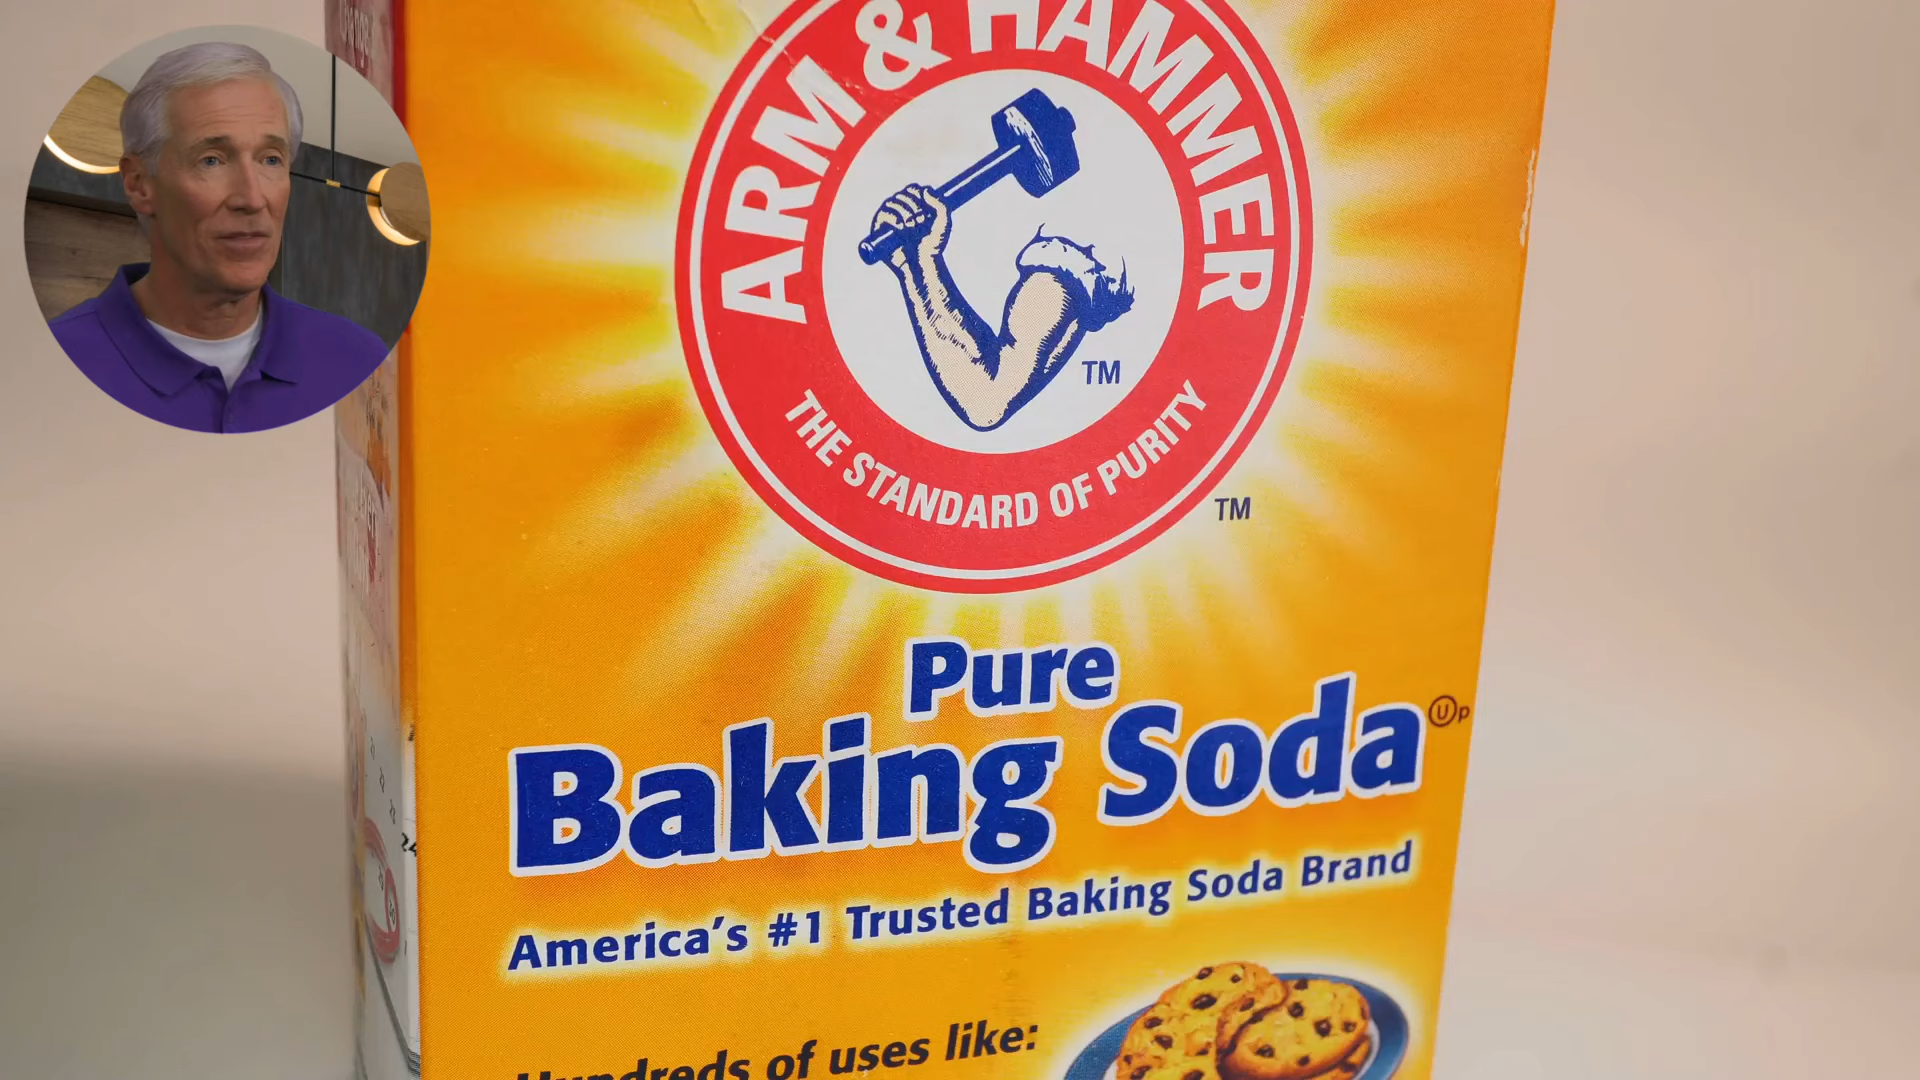 ARM & HAMMER
TM
THE STANDARD OF PURITY
TM
Pure
Baking Soda
Up
America's #1 Trusted Baking Soda Brand
Hundreds of uses like: